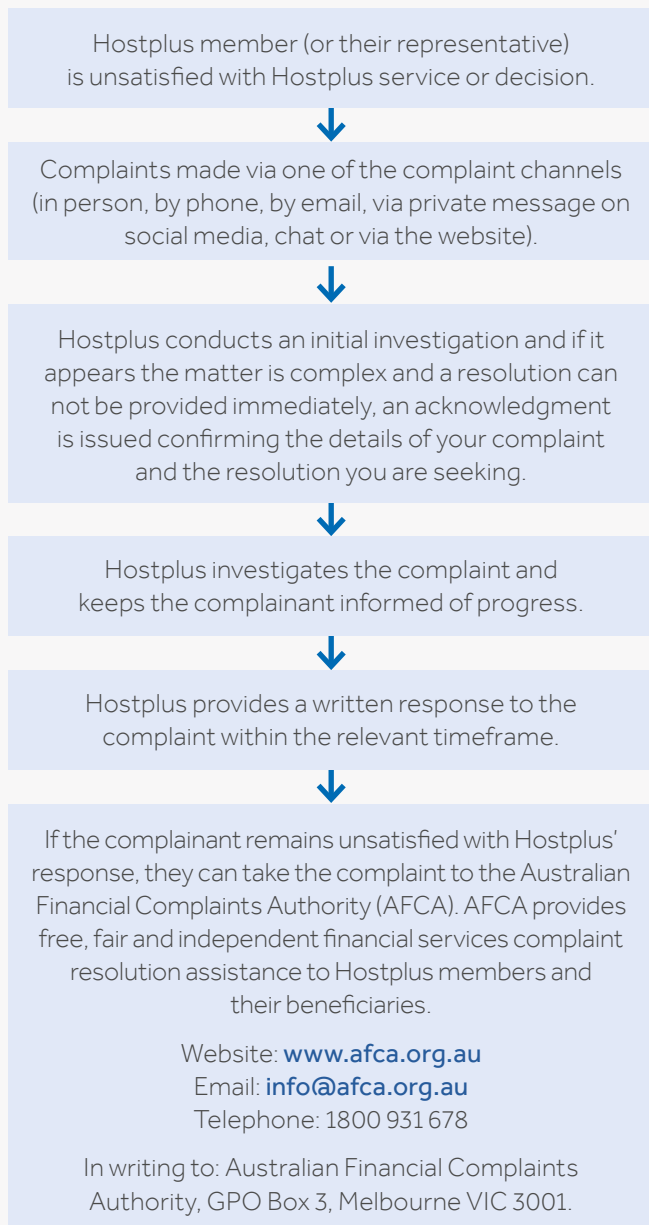 Hostplus member (or their representative)
is unsatisfied with Hostplus service or decision.
Complaints made via one of the complaint channels
(in person, by phone, by email, via private message on
social media, chat or via the website).
Hostplus conducts an initial investigation and if it
appears the matter is complex and a resolution can
not be provided immediately, an acknowledgment
is issued confirming the details of your complaint
and the resolution you are seeking.
Hostplus investigates the complaint and
keeps the complainant informed of progress.
Hostplus provides a written response to the
complaint within the relevant timeframe.
If the complainant remains unsatisfied with Hostplus’
response, they can take the complaint to the Australian
Financial Complaints Authority (AFCA). AFCA provides
free, fair and independent financial services complaint
resolution assistance to Hostplus members and
their beneficiaries.
Website: www.afca.org.au
Email: info@afca.org.au
Telephone: 1800 931 678
In writing to: Australian Financial Complaints
Authority, GPO Box 3, Melbourne VIC 3001.